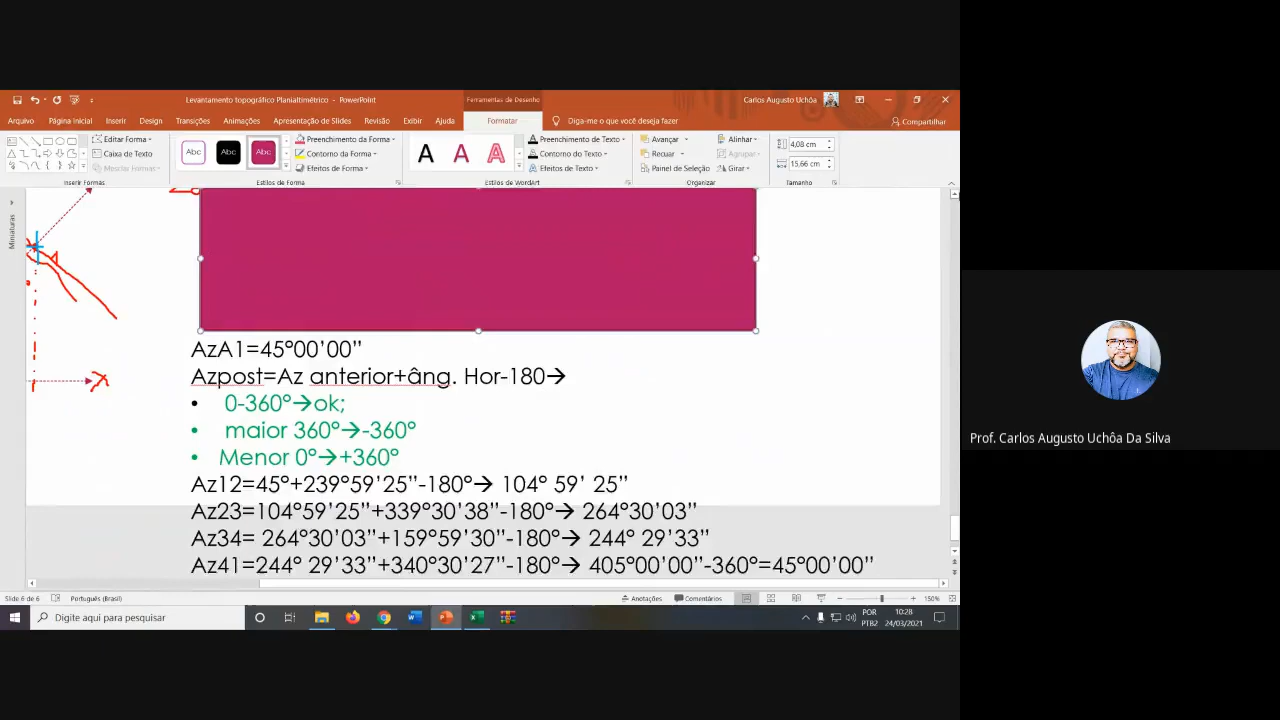 Levantamento topográfico Planialtimétrico - PowerPoint
Ferramentas de Desenho
Carlos Augusto Uchôa
Arquivo Página Inicial Inserir Design Transições Animações Apresentação de Slides Revisão Exibir Ajuda Formatar Diga-me o que você deseja fazer Compartilhar
Editar Forma
Caixa de Texto
Mesclar Formas
Inserir Formas
Abc Abc Abc
Preenchimento da Forma
Contorno da Forma
Efeitos de Forma
Estilos de Forma
A A A
Preenchimento de Texto
Contorno do Texto
Efeitos de Texto
Estilos de WordArt
Avançar
Recuar
Painel de Seleção
Alinhar
Agrupar
Girar
Organizar
4,08 cm
15,66 cm
Tamanho
Miniaturas
AzA1=45°00’00”
Azpost=Az anterior+âng. Hor-180→
• 0-360°→ok;
• maior 360°→-360°
• Menor 0°→+360°
Az12=45°+239°59’25”-180°→ 104° 59’ 25”
Az23=104°59’25”+339°30’38”-180°→ 264°30’03”
Az34= 264°30’03”+159°59’30”-180°→ 244° 29’33”
Az41=244° 29’33”+340°30’27”-180°→ 405°00’00”-360°=45°00’00”
Slide 6 de 6 Português (Brasil) Anotações Comentários 150%
Digite aqui para pesquisar
POR
PTB2
10:28
24/03/2021
Prof. Carlos Augusto Uchôa Da Silva